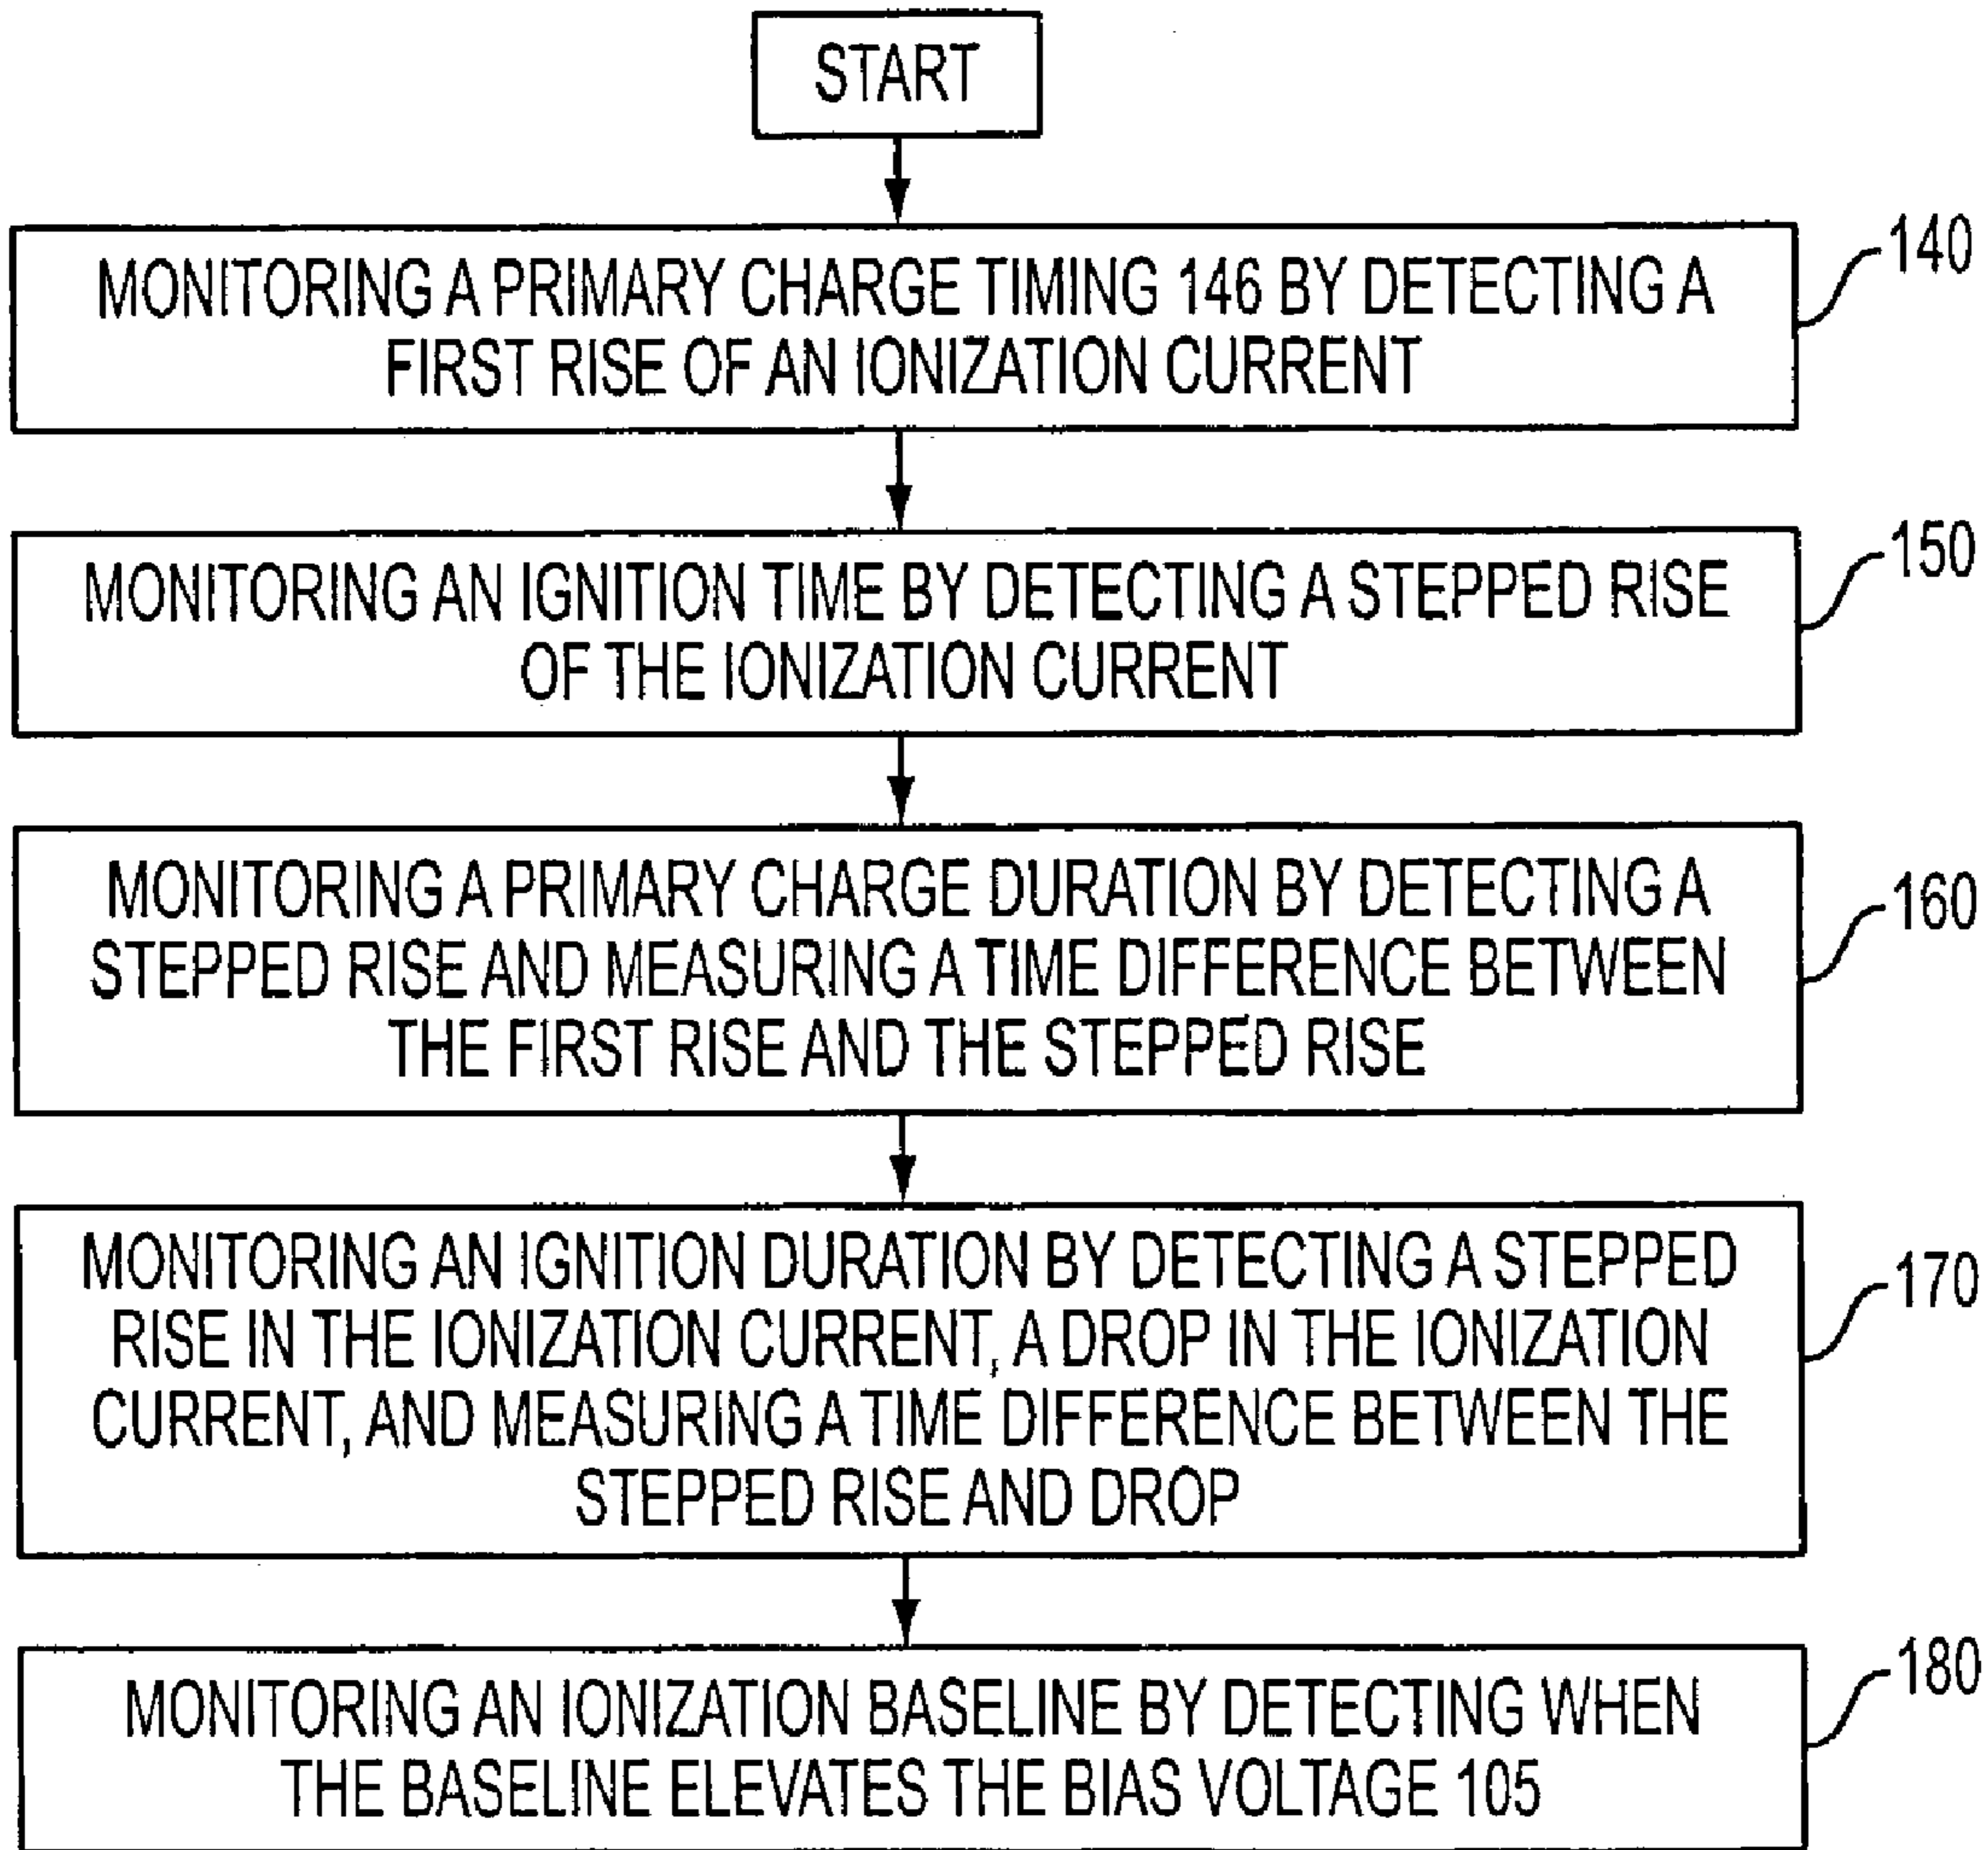 START
MONITORING A PRIMARY CHARGE TIMING 146 BY DETECTING A
FIRST RISE OF AN IONIZATION CURRENT
140
MONITORING AN IGNITION TIME BY DETECTING A STEPPED RISE
OF THE IONIZATION CURRENT
150
MONITORING A PRIMARY CHARGE DURATION BY DETECTING A
STEPPED RISE AND MEASURING A TIME DIFFERENCE BETWEEN
THE FIRST RISE AND THE STEPPED RISE
160
MONITORING AN IGNITION DURATION BY DETECTING A STEPPED
RISE IN THE IONIZATION CURRENT, A DROP IN THE IONIZATION
CURRENT, AND MEASURING A TIME DIFFERENCE BETWEEN THE
STEPPED RISE AND DROP
170
MONITORING AN IONIZATION BASELINE BY DETECTING WHEN
THE BASELINE ELEVATES THE BIAS VOLTAGE 105
180